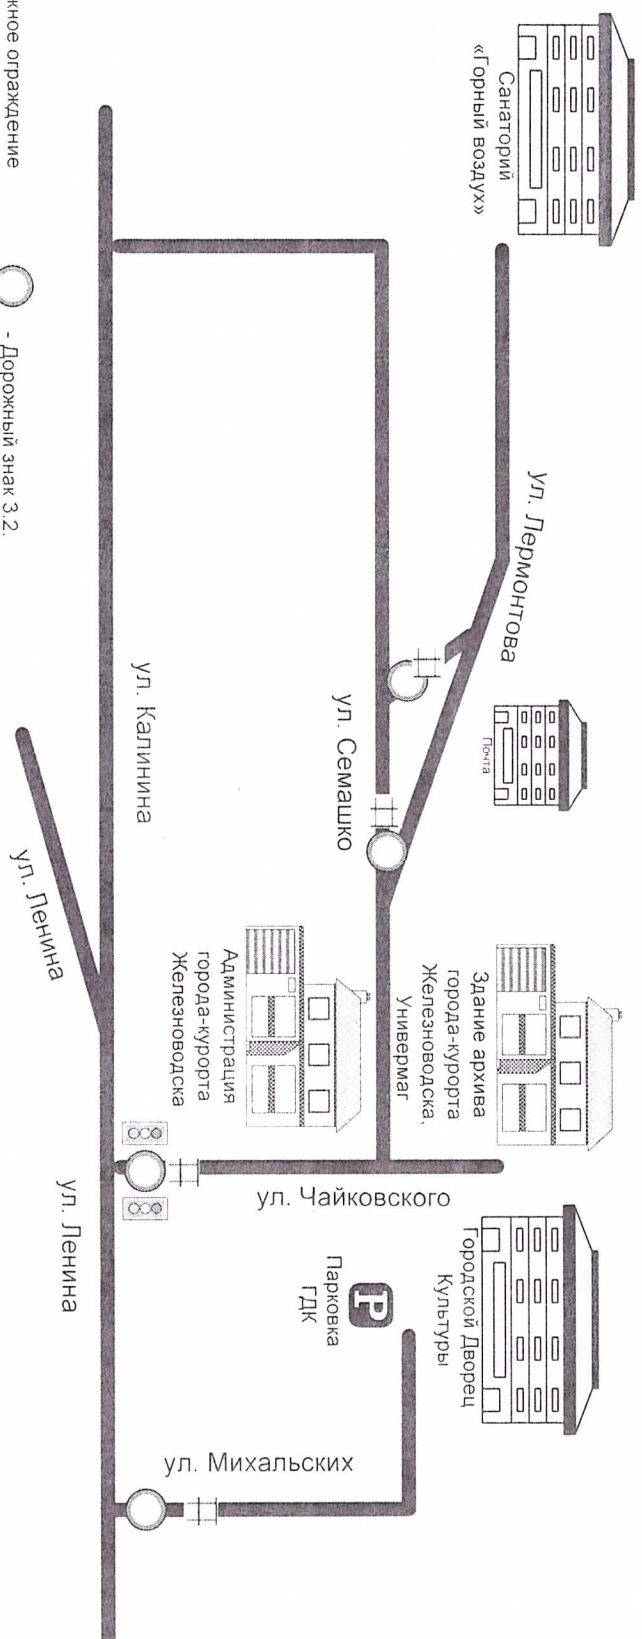 Санаторий
«Горный воздух»
ул. Лермонтова
Почта
Здание архива
города-курорта
Железноводска,
Универмаг
Городской Дворец
Культуры
ул. Семашко
Администрация
города-курорта
Железноводска
ул. Чайковского
P
Парковка
ГДК
ул. Михальских
ул. Калинина
ул. Ленина
ул. Ленина
жное ограждение
- Дорожный знак 3.2.